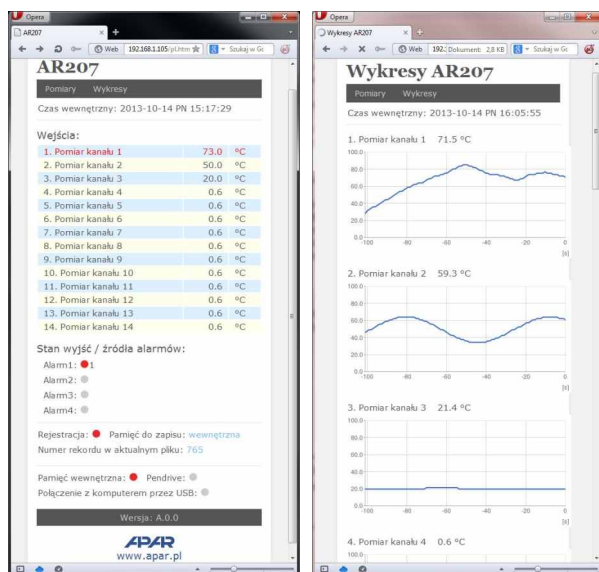 Opera
AR207
Web
192.168.1.105/pl.htm
Szukaj w Gc
AR207
Pomiary Wykresy
Czas wewnętrzny: 2013-10-14 PN 15:17:29
Wejścia:
1. Pomiar kanału 1 73.0 °C
2. Pomiar kanału 2 50.0 °C
3. Pomiar kanału 3 20.0 °C
4. Pomiar kanału 4 0.6 °C
5. Pomiar kanału 5 0.6 °C
6. Pomiar kanału 6 0.6 °C
7. Pomiar kanału 7 0.6 °C
8. Pomiar kanału 8 0.6 °C
9. Pomiar kanału 9 0.6 °C
10. Pomiar kanału 10 0.6 °C
11. Pomiar kanału 11 0.6 °C
12. Pomiar kanału 12 0.6 °C
13. Pomiar kanału 13 0.6 °C
14. Pomiar kanału 14 0.6 °C
Stan wyjść / źródła alarmów:
Alarm1: 1
Alarm2:
Alarm3:
Alarm4:
Rejestracja: Pamięć do zapisu: wewnętrzna
Numer rekordu w aktualnym pliku: 765
Pamięć wewnętrzna: Pendrive:
Połączenie z komputerem przez USB:
Wersja: A.0.0
APAR
www.apar.pl
Opera
Wykresy AR207
Web
192.
Dokument: 2,8 KB
Szukaj w Gc
Wykresy AR207
Pomiary Wykresy
Czas wewnętrzny: 2013-10-14 PN 16:05:55
1. Pomiar kanału 1 71.5 °C
100.0
80.0
60.0
40.0
20.0
0.0
-100 -80 -60 -40 -20 0
[s]
2. Pomiar kanału 2 59.3 °C
100.0
80.0
60.0
40.0
20.0
0.0
-100 -80 -60 -40 -20 0
[s]
3. Pomiar kanału 3 21.4 °C
100.0
80.0
60.0
40.0
20.0
0.0
-100 -80 -60 -40 -20 0
[s]
4. Pomiar kanału 4 0.6 °C
100.0